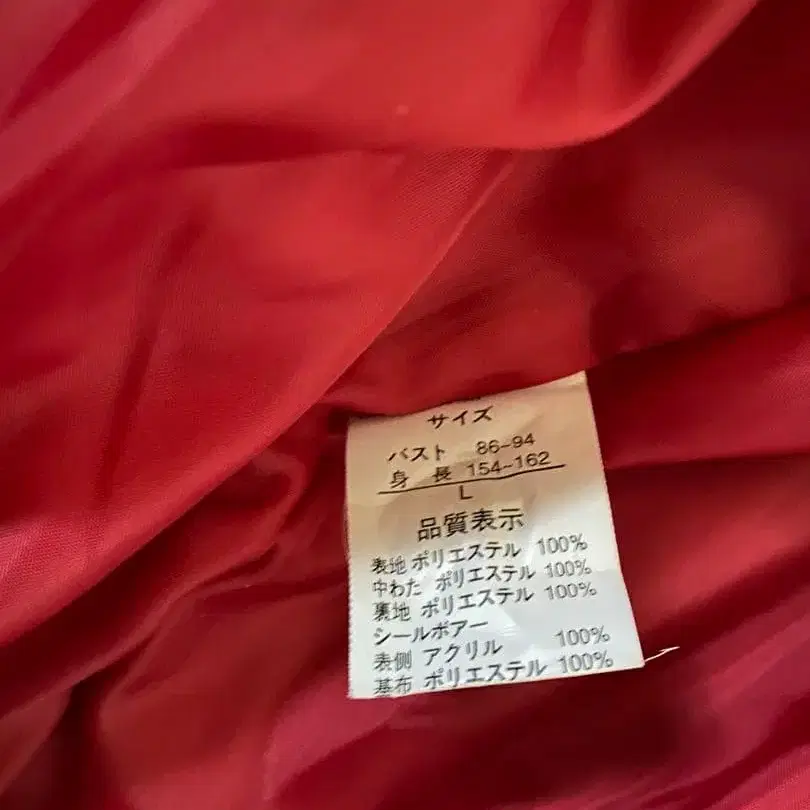 サイズ
バスト 86-94
身長 154-162
L
品質表示
表地 ポリエステル 100%
中わた ポリエステル 100%
裏地 ポリエステル 100%
シールボアー
表側 アクリル 100%
基布 ポリエステル 100%